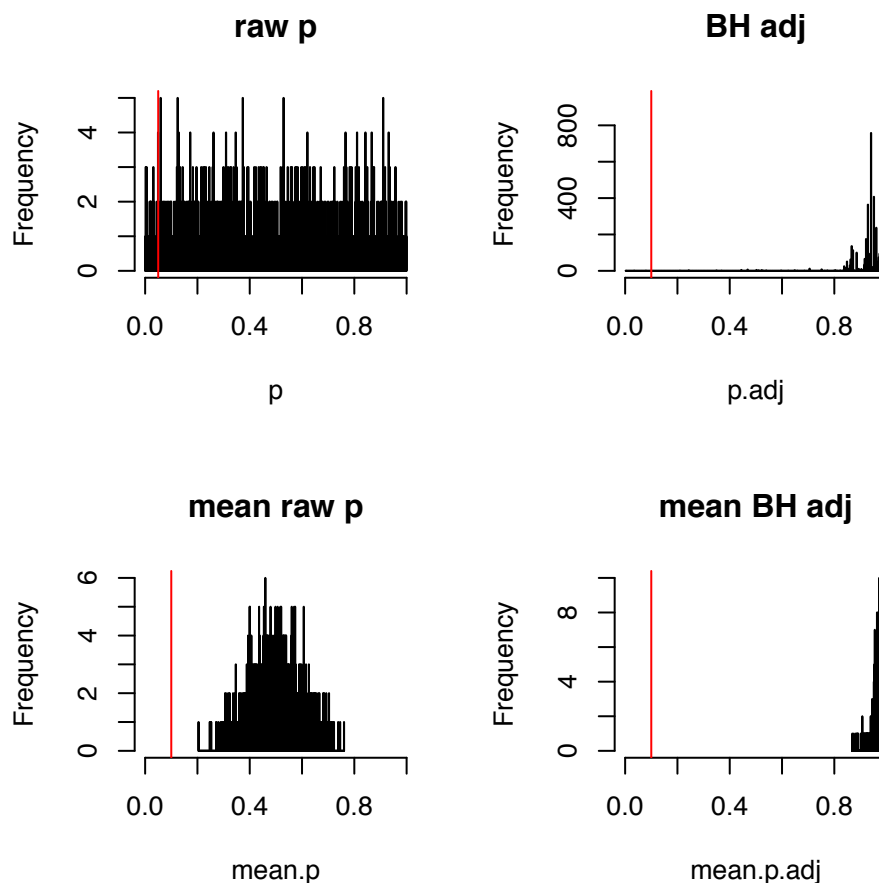 raw p
Frequency
0 2 4
0.0 0.4 0.8
p
BH adj
Frequency
0 400 800
0.0 0.4 0.8
p.adj
mean raw p
Frequency
0 2 4 6
0.0 0.4 0.8
mean.p
mean BH adj
Frequency
0 4 8
0.0 0.4 0.8
mean.p.adj